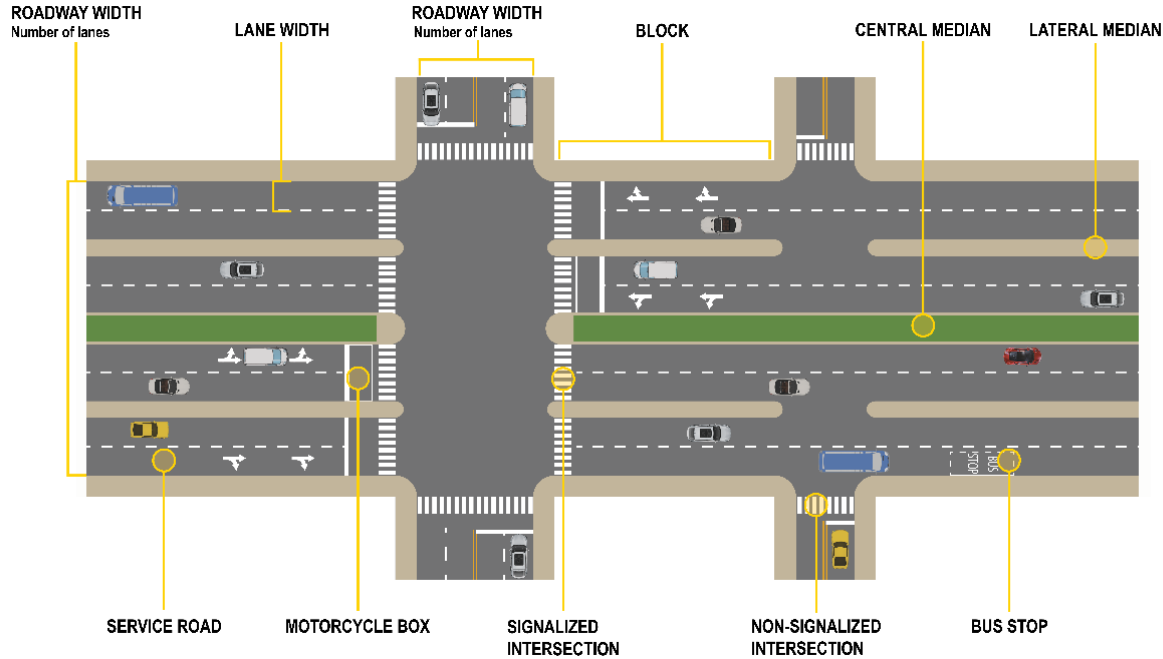 ROADWAY WIDTH
Number of lanes
LANE WIDTH
ROADWAY WIDTH
Number of lanes
BLOCK
CENTRAL MEDIAN
LATERAL MEDIAN
BUS
STOP
SERVICE ROAD
MOTORCYCLE BOX
SIGNALIZED
INTERSECTION
NON-SIGNALIZED
INTERSECTION
BUS STOP